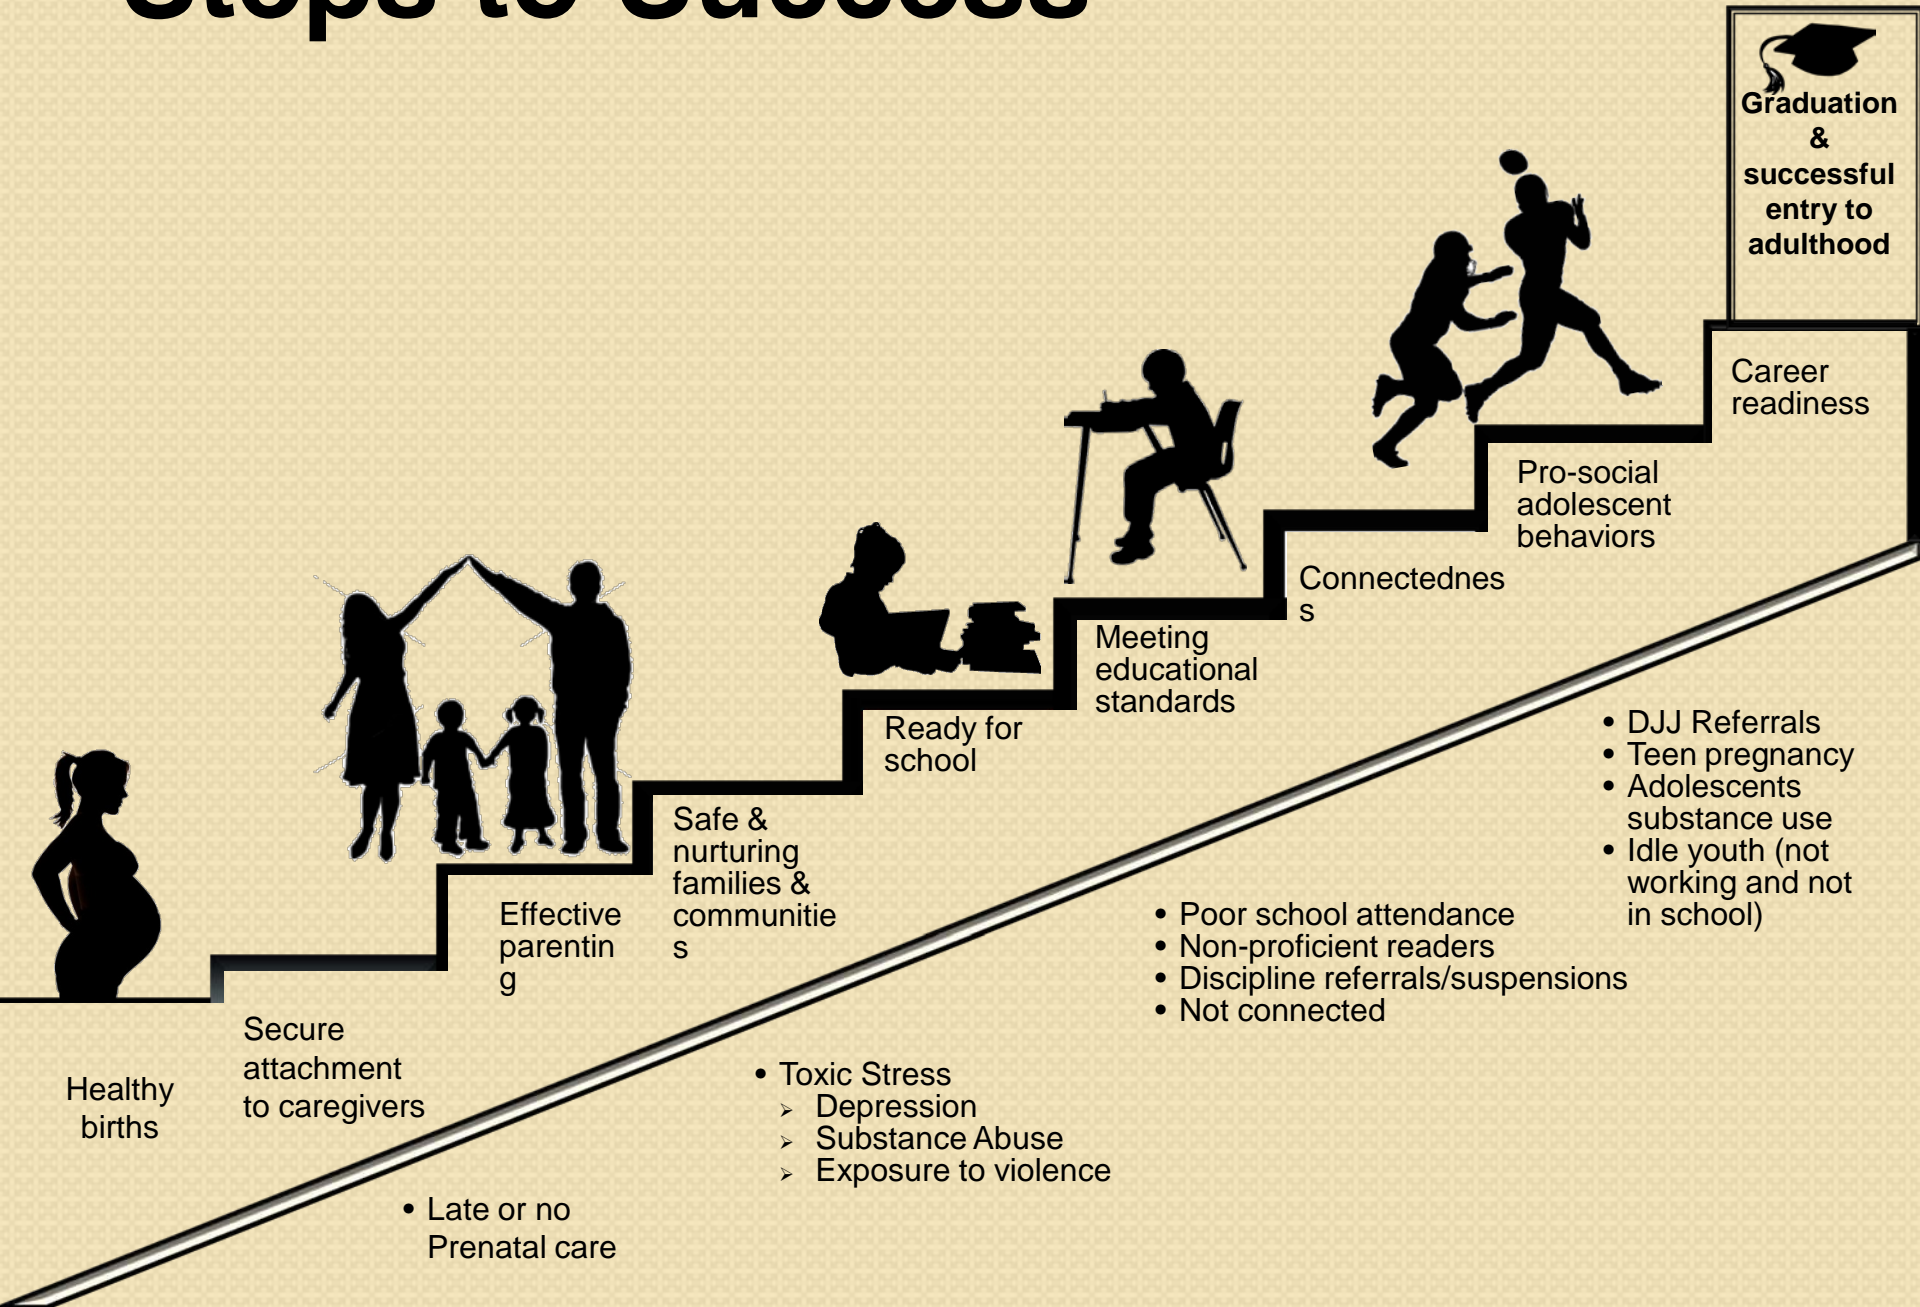 Steps to Success
Graduation
&
successful
entry to
adulthood
Career
readiness
Pro-social
adolescent
behaviors
Connectednes
s
Meeting
educational
standards
Ready for
school
Safe &
nurturing
families &
communitie
s
Effective
parentin
g
Secure
attachment
to caregivers
Healthy
births
• DJJ Referrals
• Teen pregnancy
• Adolescents
substance use
• Idle youth (not
working and not
in school)
• Poor school attendance
• Non-proficient readers
• Discipline referrals/suspensions
• Not connected
• Toxic Stress
➢ Depression
➢ Substance Abuse
➢ Exposure to violence
• Late or no
Prenatal care